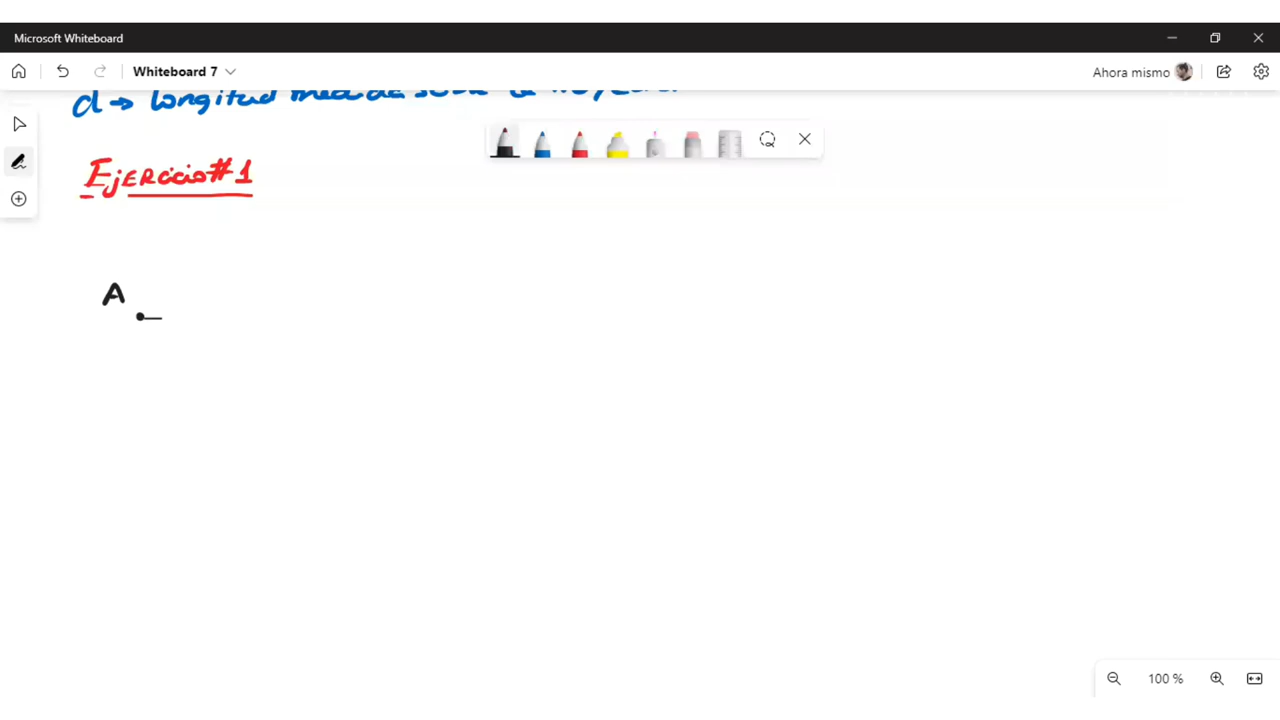 Microsoft Whiteboard
Whiteboard 7
Ahora mismo
d → longitud
Ejercicio #1
A
100 %